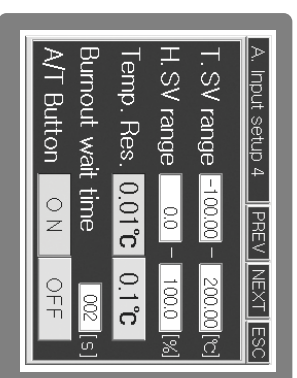 A. Input setup 4 PREV NEXT ESC
T. SV range -100.00 - 200.00 [℃]
H. SV range 0.0 - 100.0 [%]
Temp. Res. 0.01℃ 0.1℃
Burnout wait time 002 [s]
A/T Button ON OFF